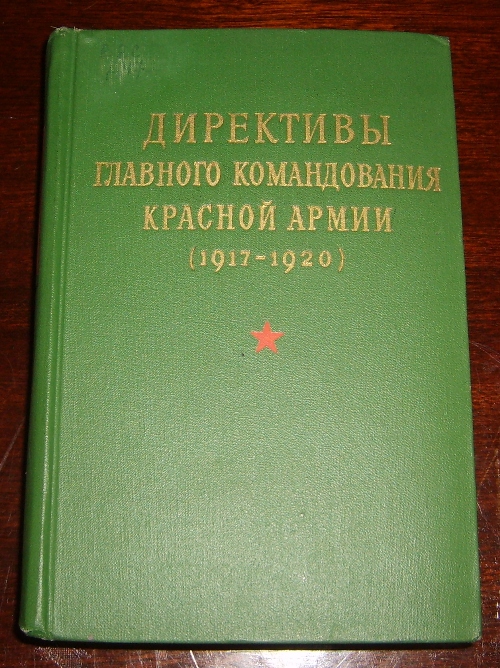 ДИРЕКТИВЫ
ГЛАВНОГО КОМАНДОВАНИЯ
КРАСНОЙ АРМИИ
(1917-1920)